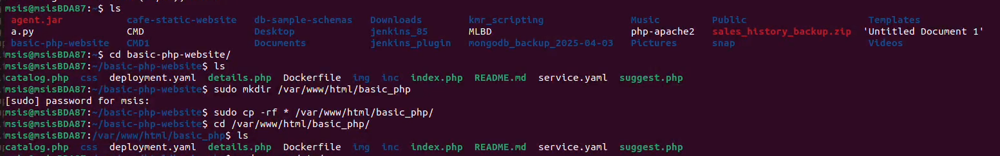 msis@msisBDA87:~$ ls
agent.jar cafe-static-website db-sample-schemas Downloads kmr_scripting Music Public Templates
a.py CMD Desktop jenkins_85 MLBD php-apache2 sales_history_backup.zip 'Untitled Document 1'
basic-php-website CMD1 Documents jenkins_plugin mongodb_backup_2025-04-03 Pictures snap Videos
msis@msisBDA87:~$ cd basic-php-website/
msis@msisBDA87:~/basic-php-website$ ls
catalog.php css deployment.yaml details.php Dockerfile img inc index.php README.md service.yaml suggest.php
msis@msisBDA87:~/basic-php-website$ sudo mkdir /var/www/html/basic_php
[sudo] password for msis:
msis@msisBDA87:~/basic-php-website$ sudo cp -rf * /var/www/html/basic_php/
msis@msisBDA87:~/basic-php-website$ cd /var/www/html/basic_php/
msis@msisBDA87:/var/www/html/basic_php$ ls
catalog.php css deployment.yaml details.php Dockerfile img inc index.php README.md service.yaml suggest.php